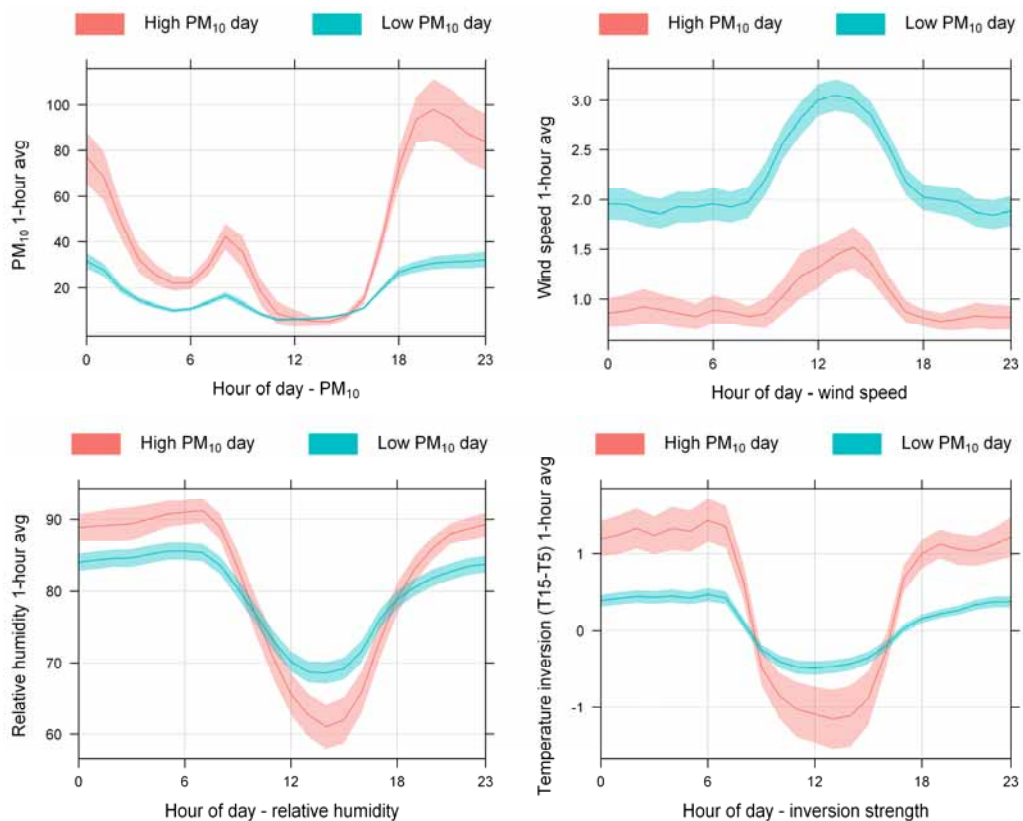 High PM₁₀ day Low PM₁₀ day
PM₁₀ 1-hour avg
100
80
60
40
20
0 6 12 18 23
Hour of day - PM₁₀
High PM₁₀ day Low PM₁₀ day
Wind speed 1-hour avg
3.0
2.5
2.0
1.5
1.0
0 6 12 18 23
Hour of day - wind speed
High PM₁₀ day Low PM₁₀ day
Relative humidity 1-hour avg
90
80
70
60
0 6 12 18 23
Hour of day - relative humidity
High PM₁₀ day Low PM₁₀ day
Temperature inversion (T15-T5) 1-hour avg
1
0
-1
0 6 12 18 23
Hour of day - inversion strength